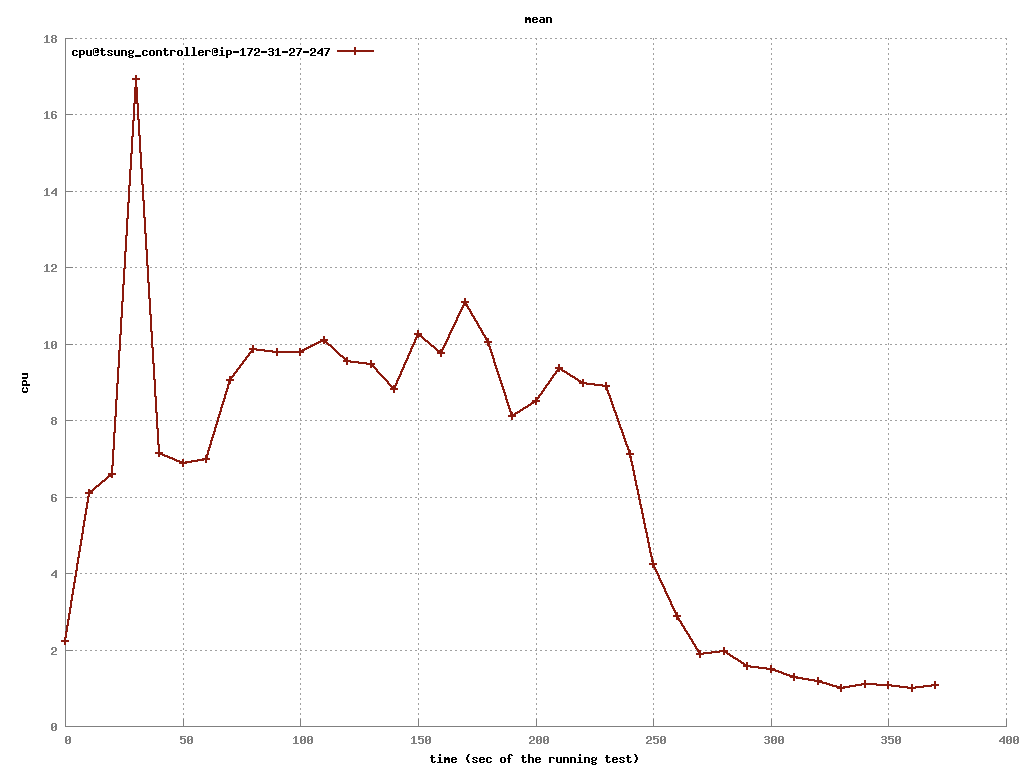 mean
18
cpu@tsung_controller@ip-172-31-27-247
16
14
12
10
cpu
8
6
4
2
0
0 50 100 150 200 250 300 350 400
time (sec of the running test)